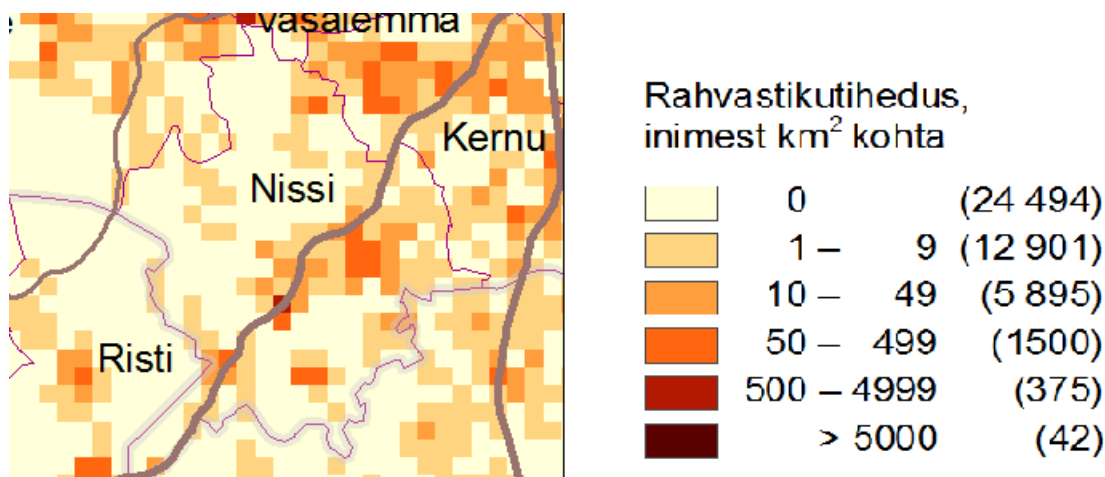 e
Vasalemma
Kernu
Nissi
Risti
Rahvastikutihedus,
inimest km² kohta
0 (24 494)
1 – 9 (12 901)
10 – 49 (5 895)
50 – 499 (1500)
500 – 4999 (375)
> 5000 (42)